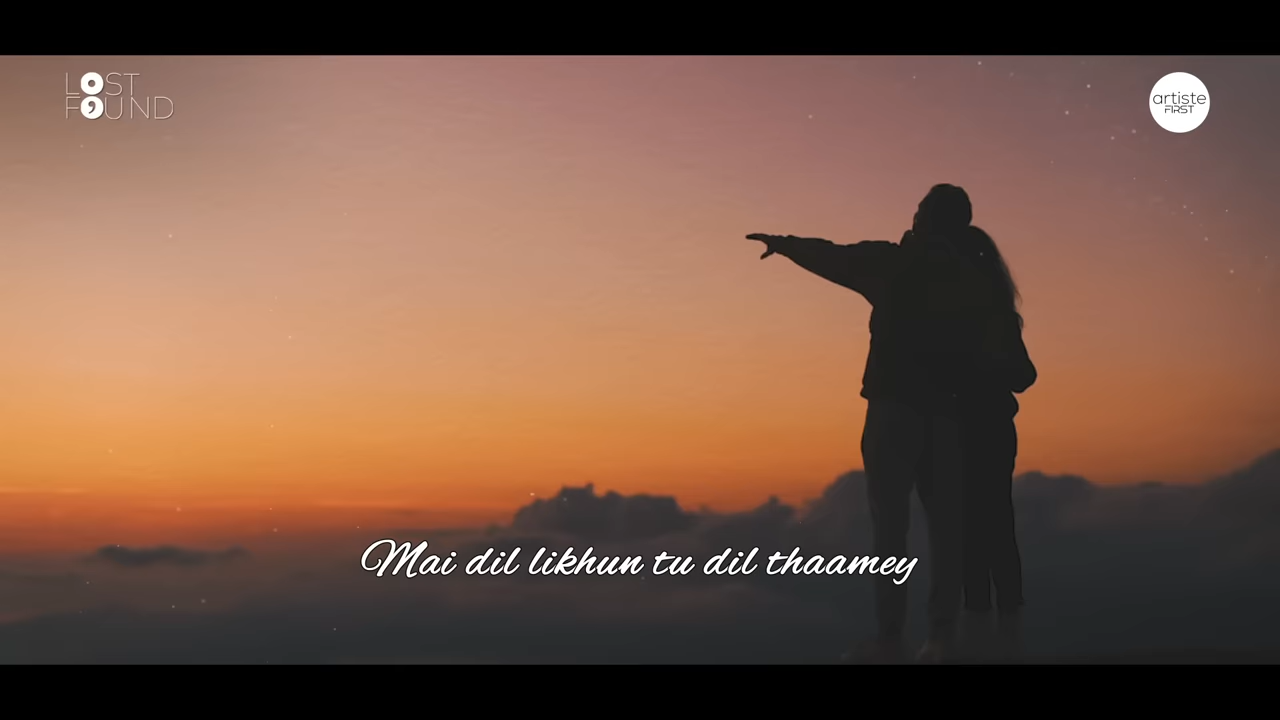 LOST
FOUND
artiste
FIRST
Mai dil likhun tu dil thaamey